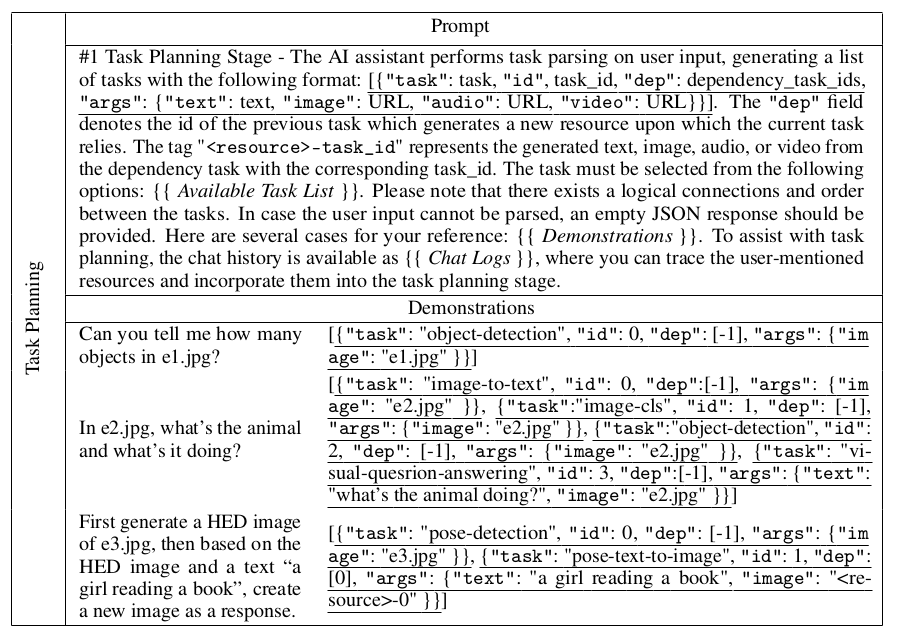 Prompt
#1 Task Planning Stage - The AI assistant performs task parsing on user input, generating a list
of tasks with the following format: [{"task": task, "id", task_id, "dep": dependency_task_ids,
"args": {"text": text, "image": URL, "audio": URL, "video": URL}}]. The "dep" field
denotes the id of the previous task which generates a new resource upon which the current task
relies. The tag "<resource>-task_id" represents the generated text, image, audio, or video from
the dependency task with the corresponding task_id. The task must be selected from the following
options: {{ Available Task List }}. Please note that there exists a logical connections and order
between the tasks. In case the user input cannot be parsed, an empty JSON response should be
provided. Here are several cases for your reference: {{ Demonstrations }}. To assist with task
planning, the chat history is available as {{ Chat Logs }}, where you can trace the user-mentioned
resources and incorporate them into the task planning stage.
Task Planning
Demonstrations
Can you tell me how many
objects in e1.jpg?
[{"task": "object-detection", "id": 0, "dep": [-1], "args": {"im
age": "e1.jpg" }}]
In e2.jpg, what's the animal
and what's it doing?
[{"task": "image-to-text", "id": 0, "dep":[-1], "args": {"im
age": "e2.jpg" }}, {"task":"image-cls", "id": 1, "dep": [-1],
"args": {"image": "e2.jpg" }}, {"task":"object-detection", "id":
2, "dep": [-1], "args": {"image": "e2.jpg" }}, {"task": "vi-
sual-quesrion-answering", "id": 3, "dep":[-1], "args": {"text":
"what's the animal doing?", "image": "e2.jpg" }}]
First generate a HED image
of e3.jpg, then based on the
HED image and a text “a
girl reading a book”, create
a new image as a response.
[{"task": "pose-detection", "id": 0, "dep": [-1], "args": {"im
age": "e3.jpg" }}, {"task": "pose-text-to-image", "id": 1, "dep":
[0], "args": {"text": "a girl reading a book", "image": "<re-
source>-0" }}]